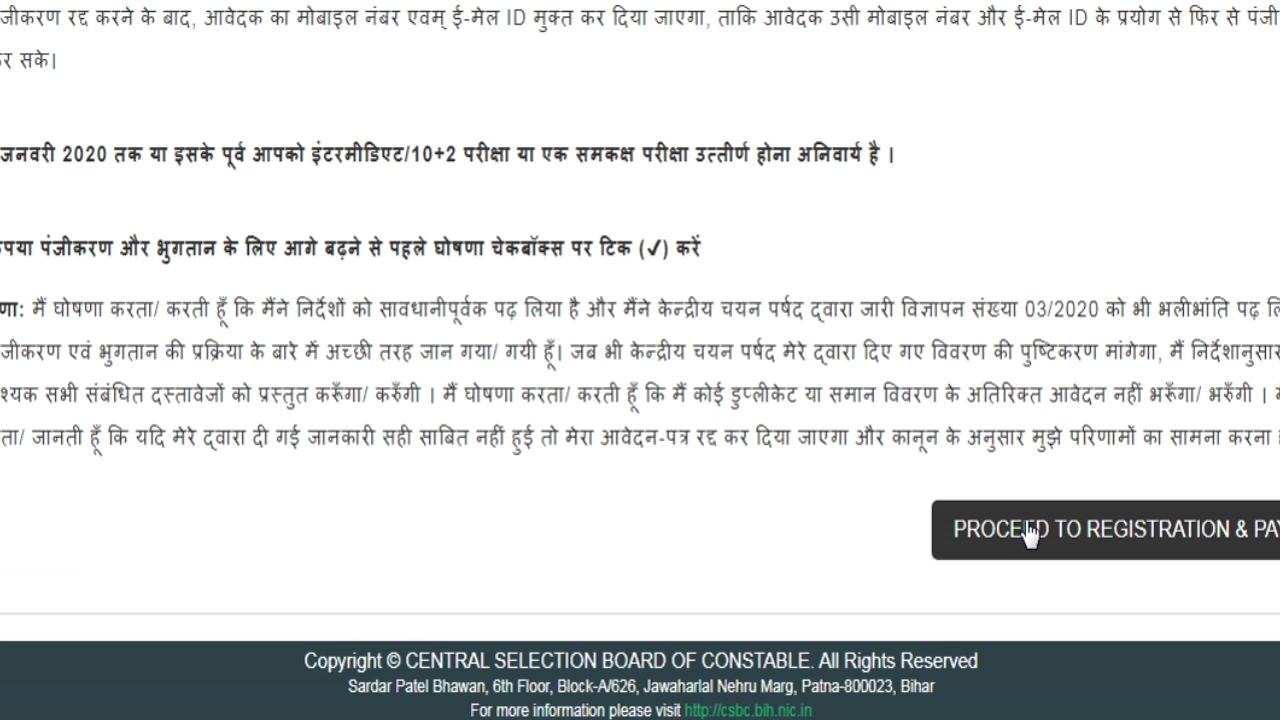 जीकरण रद्द करने के बाद, आवेदक का मोबाइल नंबर एवम् ई-मेल ID मुक्त कर दिया जाएगा, ताकि आवेदक उसी मोबाइल नंबर और ई-मेल ID के प्रयोग से फिर से पंजी
र सके।
जनवरी 2020 तक या इसके पूर्व आपको इंटरमीडिएट/10+2 परीक्षा या एक समकक्ष परीक्षा उत्तीर्ण होना अनिवार्य है ।
पया पंजीकरण और भुगतान के लिए आगे बढ़ने से पहले घोषणा चेकबॉक्स पर टिक (✓) करें
णा: मैं घोषणा करता/ करती हूँ कि मैंने निर्देशों को सावधानीपूर्वक पढ़ लिया है और मैंने केन्द्रीय चयन पर्षद द्वारा जारी विज्ञापन संख्या 03/2020 को भी भलीभांति पढ़ लि
जीकरण एवं भुगतान की प्रक्रिया के बारे में अच्छी तरह जान गया/ गयी हूँ। जब भी केन्द्रीय चयन पर्षद मेरे द्वारा दिए गए विवरण की पुष्टिकरण मांगेगा, मैं निर्देशानुसार
श्यक सभी संबंधित दस्तावेजों को प्रस्तुत करूँगा/ करुँगी । मैं घोषणा करता/ करती हूँ कि मैं कोई डुप्लीकेट या समान विवरण के अतिरिक्त आवेदन नहीं भरूँगा/ भरुँगी ।
ता/ जानती हूँ कि यदि मेरे द्वारा दी गई जानकारी सही साबित नहीं हुई तो मेरा आवेदन-पत्र रद्द कर दिया जाएगा और कानून के अनुसार मुझे परिणामों का सामना करना
PROCEED TO REGISTRATION & PAY
Copyright © CENTRAL SELECTION BOARD OF CONSTABLE. All Rights Reserved
Sardar Patel Bhawan, 6th Floor, Block-A/626, Jawaharlal Nehru Marg, Patna-800023, Bihar
For more information please visit http://csbc.bih.nic.in